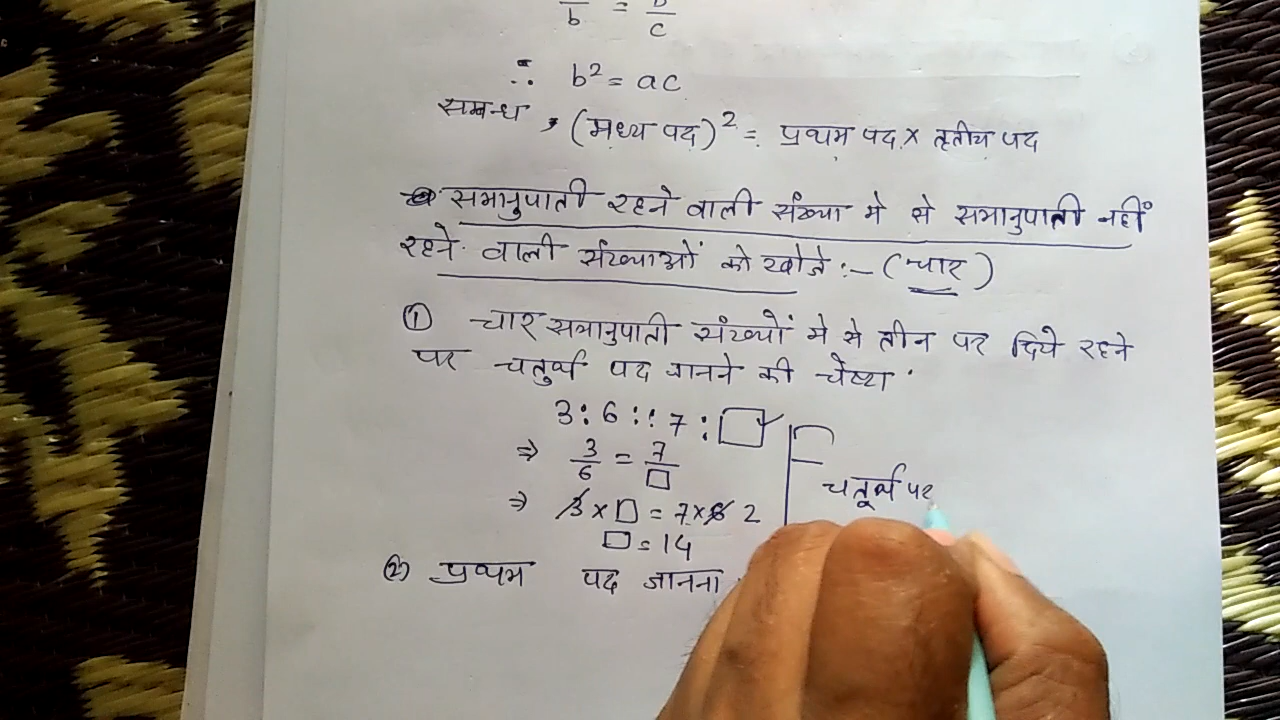 b = c
∴ b² = ac
सम्बन्ध, (मध्य पद)² = प्रथम पद × तृतीय पद
समानुपाती रहने वाली संख्या मे से समानुपाती नहीं
रहने वाली संख्याओं को खोजे :– (चार)
① चार समानुपाती संख्यों मे से तीन पर दिये रहने
पर चतुर्थ पद जानने की चेष्टा
3 : 6 :: 7 : □
⇒ 3/6 = 7/□
⇒ 3 × □ = 7 × 6 2
चतूर्थ पद
□ = 14
② प्रथम पद जानना